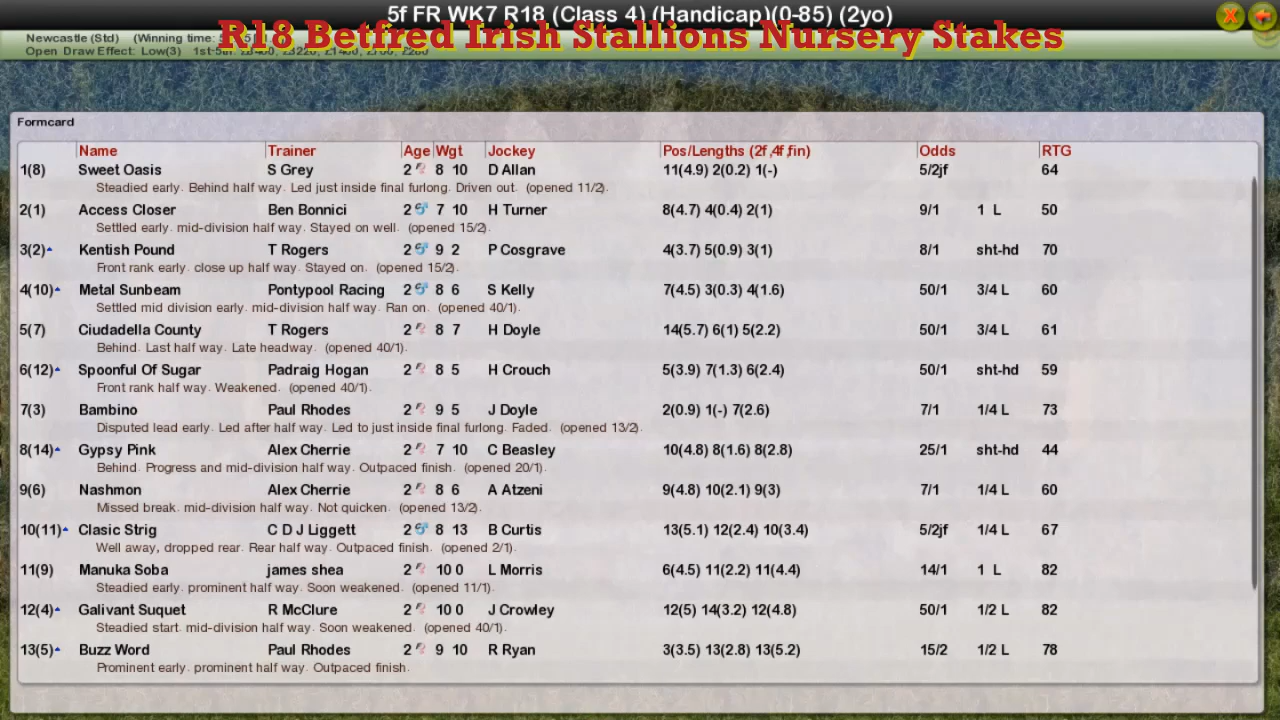 5f FR WK7 R18 (Class 4) (Handicap)(0-85) (2yo)
R18 Betfred Irish Stallions Nursery Stakes
Newcastle (Std) (Winning time:
Open Draw Effect: Low(3) 1st-5th:
Formcard
Name Trainer Age Wgt Jockey Pos/Lengths (2f,4f,fin) Odds RTG
1(8) Sweet Oasis S Grey 2 8 10 D Allan 11(4.9) 2(0.2) 1(-) 5/2jf 64
Steadied early. Behind half way. Led just inside final furlong. Driven out. (opened 11/2).
2(1) Access Closer Ben Bonnici 2 7 10 H Turner 8(4.7) 4(0.4) 2(1) 9/1 1 L 50
Settled early. mid-division half way. Stayed on well. (opened 15/2).
3(2) Kentish Pound T Rogers 2 9 2 P Cosgrave 4(3.7) 5(0.9) 3(1) 8/1 sht-hd 70
Front rank early. close up half way. Stayed on. (opened 15/2).
4(10) Metal Sunbeam Pontypool Racing 2 8 6 S Kelly 7(4.5) 3(0.3) 4(1.6) 50/1 3/4 L 60
Settled mid division early. mid-division half way. Ran on. (opened 40/1).
5(7) Ciudadella County T Rogers 2 8 7 H Doyle 14(5.7) 6(1) 5(2.2) 50/1 3/4 L 61
Behind. Last half way. Late headway. (opened 40/1).
6(12) Spoonful Of Sugar Padraig Hogan 2 8 5 H Crouch 5(3.9) 7(1.3) 6(2.4) 50/1 sht-hd 59
Front rank half way. Weakened. (opened 40/1).
7(3) Bambino Paul Rhodes 2 9 5 J Doyle 2(0.9) 1(-) 7(2.6) 7/1 1/4 L 73
Disputed lead early. Led after half way. Led to just inside final furlong. Faded. (opened 13/2).
8(14) Gypsy Pink Alex Cherrie 2 7 10 C Beasley 10(4.8) 8(1.6) 8(2.8) 25/1 sht-hd 44
Behind. Progress and mid-division half way. Outpaced finish. (opened 20/1).
9(6) Nashmon Alex Cherrie 2 8 6 A Atzeni 9(4.8) 10(2.1) 9(3) 7/1 1/4 L 60
Missed break. mid-division half way. Not quicken. (opened 13/2).
10(11) Clasic Strig C D J Liggett 2 8 13 B Curtis 13(5.1) 12(2.4) 10(3.4) 5/2jf 1/4 L 67
Well away, dropped rear. Rear half way. Outpaced finish. (opened 2/1).
11(9) Manuka Soba james shea 2 10 0 L Morris 6(4.5) 11(2.2) 11(4.4) 14/1 1 L 82
Steadied early. prominent half way. Soon weakened. (opened 11/1).
12(4) Galivant Suquet R McClure 2 10 0 J Crowley 12(5) 14(3.2) 12(4.8) 50/1 1/2 L 82
Steadied start. mid-division half way. Soon weakened. (opened 40/1).
13(5) Buzz Word Paul Rhodes 2 9 10 R Ryan 3(3.5) 13(2.8) 13(5.2) 15/2 1/2 L 78
Prominent early. prominent half way. Outpaced finish.